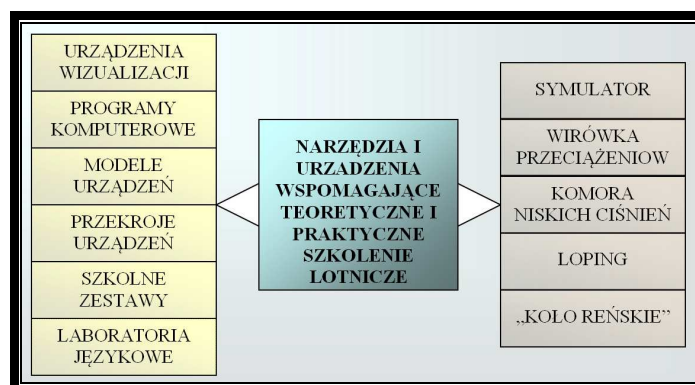 URZĄDZENIA
WIZUALIZACJI
PROGRAMY
KOMPUTEROWE
MODELE
URZĄDZEŃ
PRZEKROJE
URZĄDZEŃ
SZKOLNE
ZESTAWY
LABORATORIA
JĘZYKOWE
NARZĘDZIA I
URZADZENIA
WSPOMAGAJĄCE
TEORETYCZNE I
PRAKTYCZNE
SZKOLENIE
LOTNICZE
SYMULATOR
WIRÓWKA
PRZECIĄŻENIOW
KOMORA
NISKICH CIŚNIEŃ
LOPING
„KOŁO REŃSKIE”